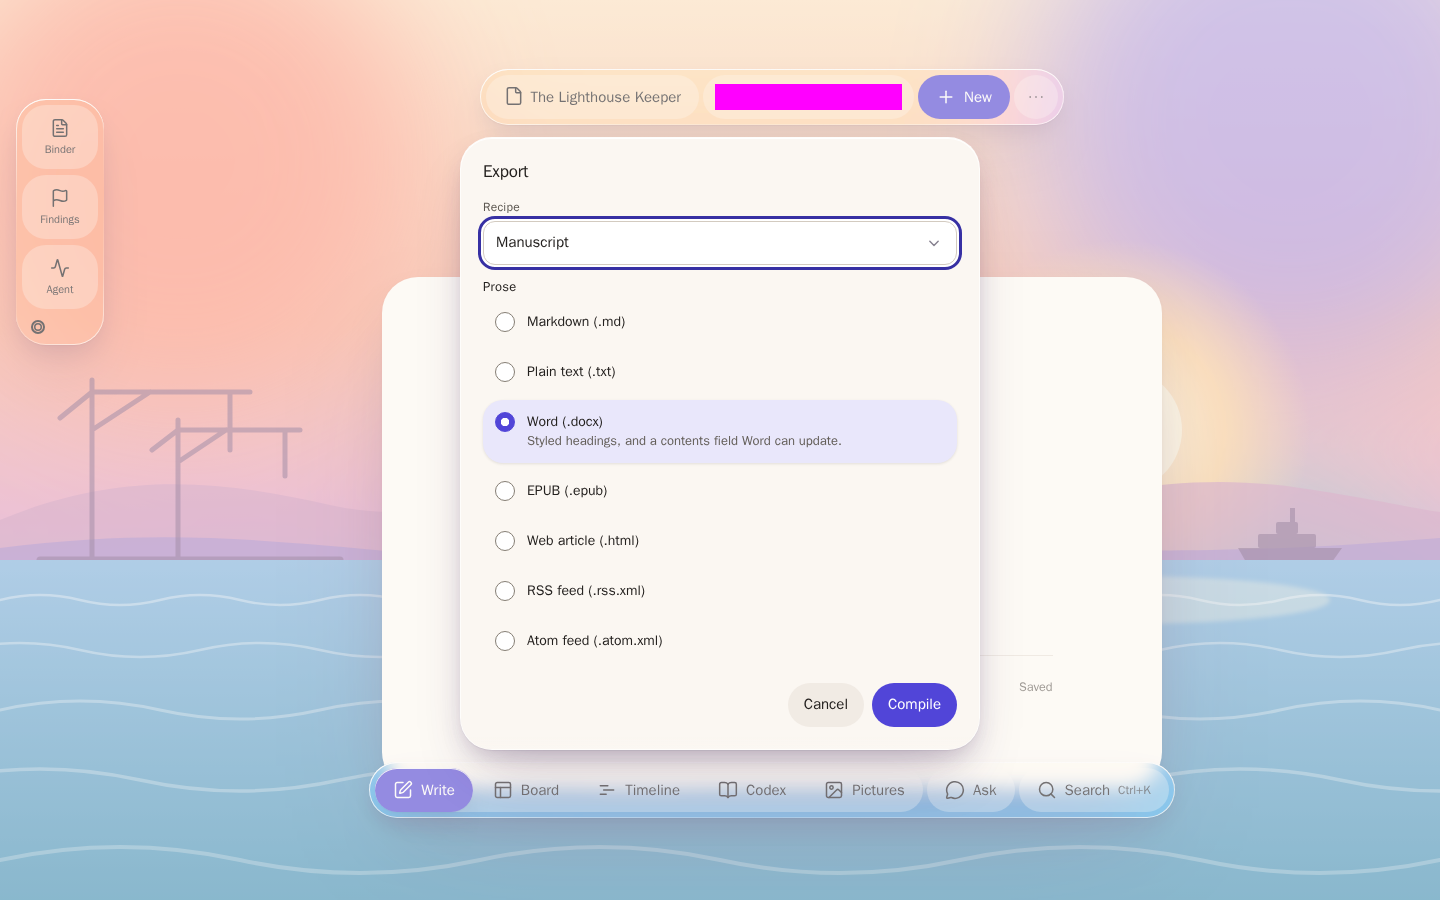 The Lighthouse Keeper
New
Binder
Findings
Agent
Export
Recipe
Manuscript
Prose
Markdown (.md)
Plain text (.txt)
Word (.docx)
Styled headings, and a contents field Word can update.
EPUB (.epub)
Web article (.html)
RSS feed (.rss.xml)
Atom feed (.atom.xml)
Cancel
Compile
Saved
Write
Board
Timeline
Codex
Pictures
Ask
Search Ctrl+K